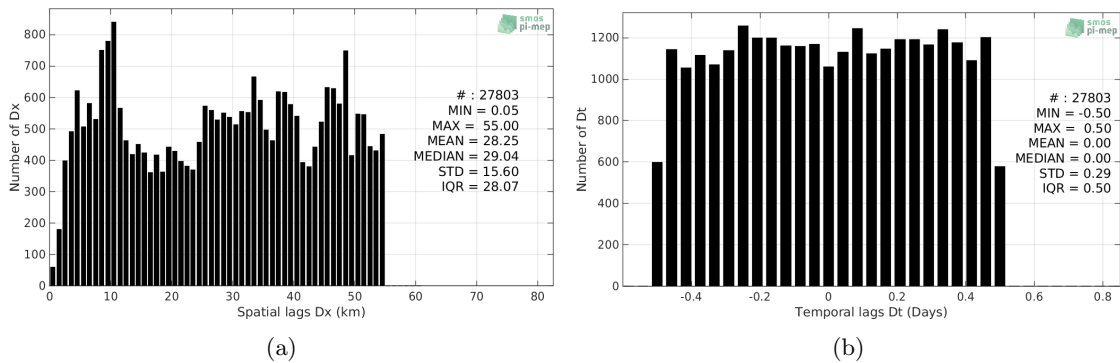 smos
pi-mep
800
700
600
500
400
300
200
100
0
Number of Dx
# : 27803
MIN = 0.05
MAX = 55.00
MEAN = 28.25
MEDIAN = 29.04
STD = 15.60
IQR = 28.07
0 10 20 30 40 50 60 70 80
Spatial lags Dx (km)
(a)
smos
pi-mep
1200
1000
800
600
400
200
0
Number of Dt
# : 27803
MIN = -0.50
MAX = 0.50
MEAN = 0.00
MEDIAN = 0.00
STD = 0.29
IQR = 0.50
-0.4 -0.2 0 0.2 0.4 0.6 0.8
Temporal lags Dt (Days)
(b)